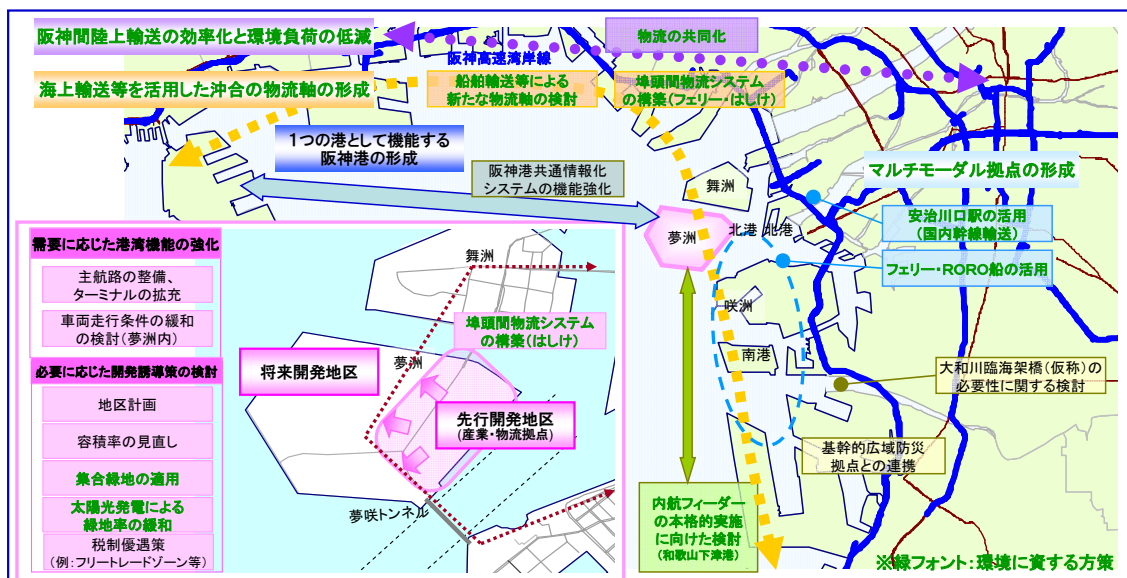 阪神間陸上輸送の効率化と環境負荷の低減
物流の共同化
阪神高速湾岸線
海上輸送等を活用した沖合の物流軸の形成
船舶輸送等による
新たな物流軸の検討
埠頭間物流システム
の構築(フェリー・はしけ)
1つの港として機能する
阪神港の形成
阪神港共通情報化
システムの機能強化
マルチモーダル拠点の形成
舞洲
安治川口駅の活用
(国内幹線輸送)
夢洲
北港
北港
フェリー・RORO船の活用
咲洲
南港
大和川臨海架橋(仮称)の
必要性に関する検討
基幹的広域防災
拠点との連携
内航フィーダー
の本格的実施
に向けた検討
(和歌山下津港)
※緑フォント:環境に資する方策
需要に応じた港湾機能の強化
主航路の整備、
ターミナルの拡充
車両走行条件の緩和
の検討(夢洲内)
必要に応じた開発誘導策の検討
地区計画
容積率の見直し
集合緑地の適用
太陽光発電による
緑地率の緩和
税制優遇策
(例:フリートレードゾーン等)
舞洲
埠頭間物流システム
の構築(はしけ)
夢洲
将来開発地区
先行開発地区
(産業・物流拠点)
夢咲トンネル